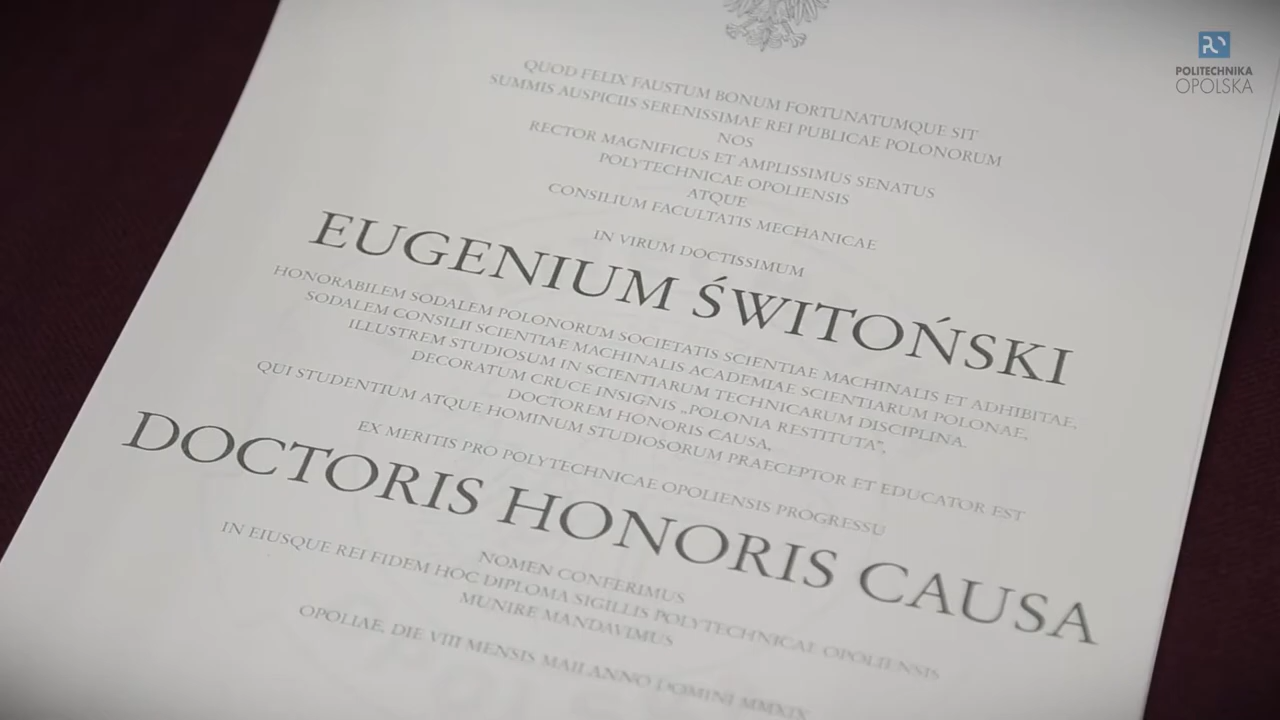 POLITECHNIKA
OPOLSKA
QUOD FELIX FAUSTUM BONUM FORTUNATUMQUE SIT
SUMMIS AUSPICIIS SERENISSIMAE REI PUBLICAE POLONORUM
NOS
RECTOR MAGNIFICUS ET AMPLISSIMUS SENATUS
POLYTECHNICAE OPOLIENSIS
ATQUE
CONSILIUM FACULTATIS MECHANICAE
IN VIRUM DOCTISSIMUM
EUGENIUM ŚWITOŃSKI
HONORABILEM SODALEM POLONORUM SOCIETATIS SCIENTIAE MACHINALIS ET ADHIBITAE,
SODALEM CONSILII SCIENTIAE MACHINALIS ACADEMIAE SCIENTIARUM POLONAE,
ILLUSTREM STUDIOSUM IN SCIENTIARUM TECHNICARUM DISCIPLINA.
DECORATUM CRUCE INSIGNIS „POLONIA RESTITUTA”,
DOCTOREM HONORIS CAUSA,
QUI STUDENTIUM ATQUE HOMINUM STUDIOSORUM PRAECEPTOR ET EDUCATOR EST
EX MERITIS PRO POLYTECHNICAE OPOLIENSIS PROGRESSU
DOCTORIS HONORIS CAUSA
NOMEN CONFERIMUS
IN EIUSQUE REI FIDEM HOC DIPLOMA SIGILLIS POLYTECHNICAE OPOLIENSIS
MUNIRE MANDAVIMUS
OPOLIAE, DIE VIII MENSIS MAII ANNO DOMINI MMXIX